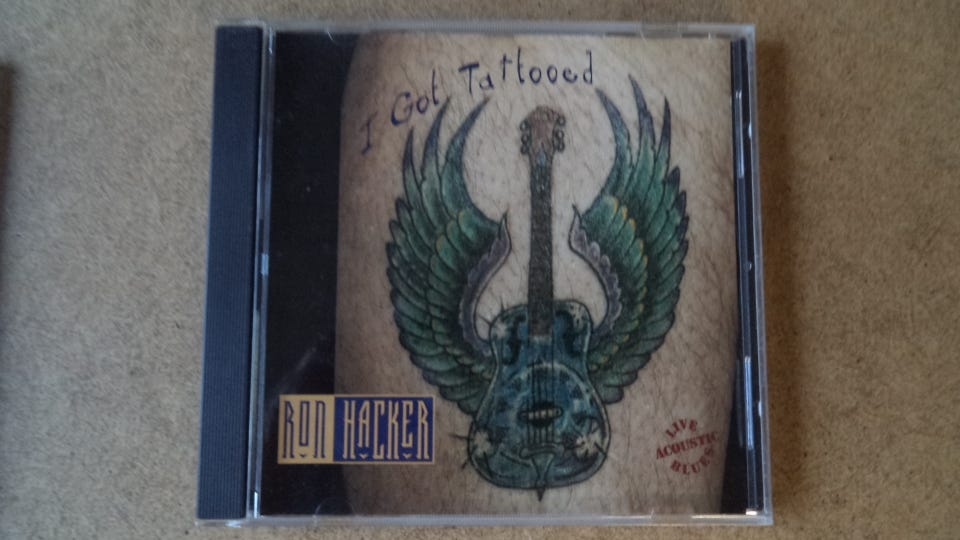 I Got Tattooed
RON HACKER
LIVE
ACOUSTIC
BLUES